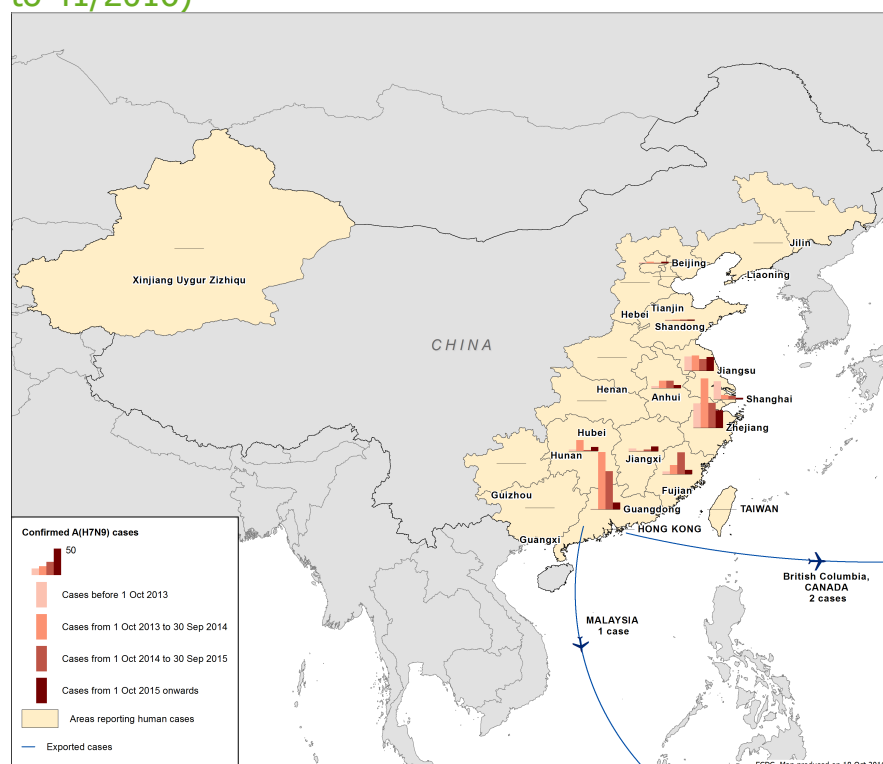 to 41/2016)
Jilin
Beijing
Liaoning
Xinjiang Uygur Zizhiqu
Tianjin
Hebei
Shandong
CHINA
Jiangsu
Henan
Anhui
Shanghai
Zhejiang
Hubei
Hunan
Jiangxi
Fujian
Guizhou
Guangdong
TAIWAN
HONG KONG
Guangxi
British Columbia,
CANADA
2 cases
MALAYSIA
1 case
Confirmed A(H7N9) cases
50
Cases before 1 Oct 2013
Cases from 1 Oct 2013 to 30 Sep 2014
Cases from 1 Oct 2014 to 30 Sep 2015
Cases from 1 Oct 2015 onwards
Areas reporting human cases
Exported cases